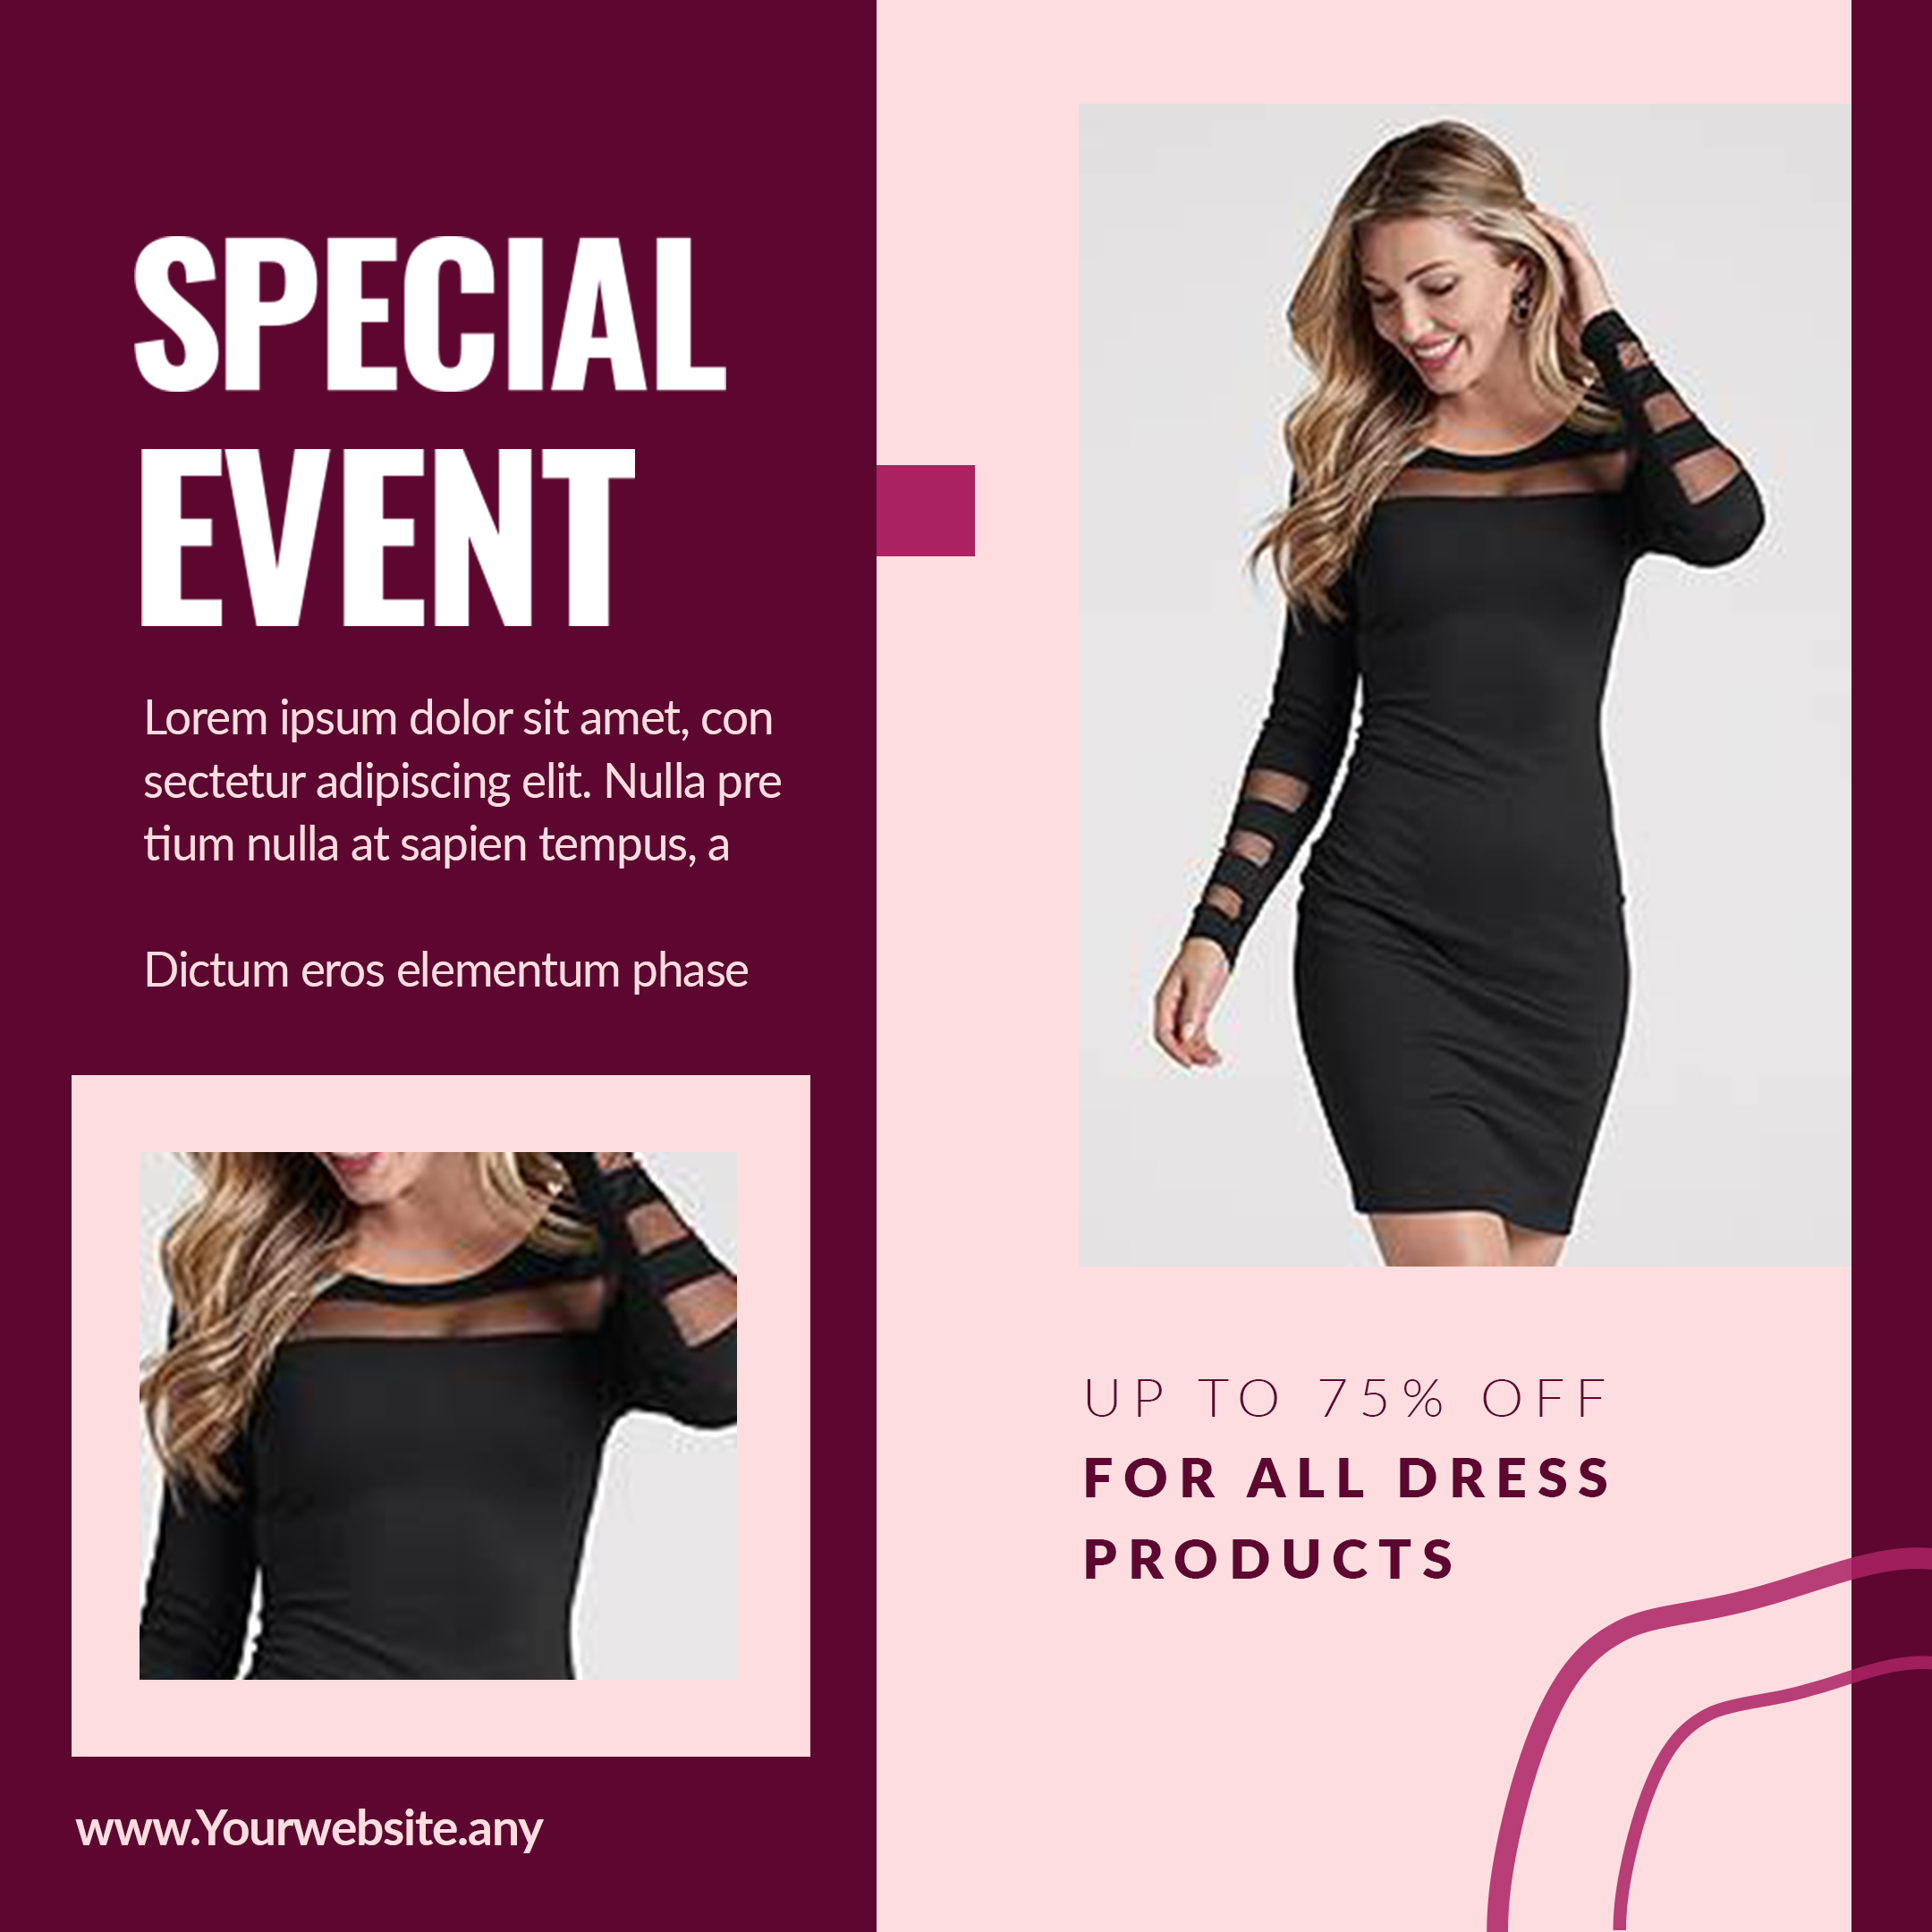 SPECIAL
EVENT
Lorem ipsum dolor sit amet, con
sectetur adipiscing elit. Nulla pre
tium nulla at sapien tempus, a
Dictum eros elementum phase
www.Yourwebsite.any
UP TO 75% OFF
FOR ALL DRESS
PRODUCTS